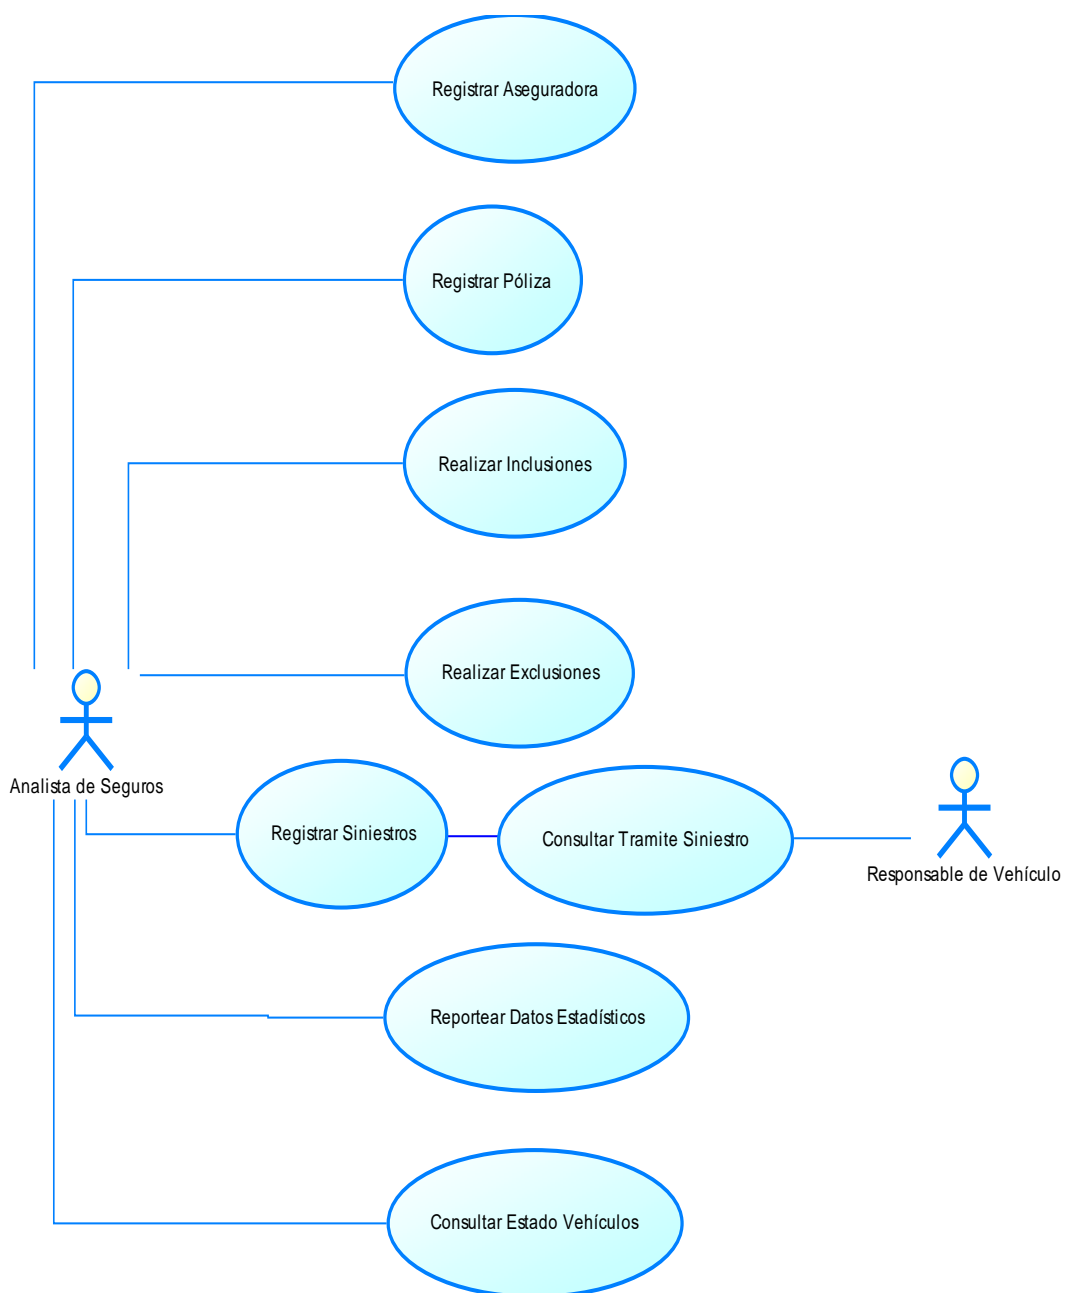 Registrar Aseguradora
Registrar Póliza
Realizar Inclusiones
Realizar Exclusiones
Analista de Seguros
Registrar Siniestros
Consultar Tramite Siniestro
Responsable de Vehículo
Reportear Datos Estadísticos
Consultar Estado Vehículos